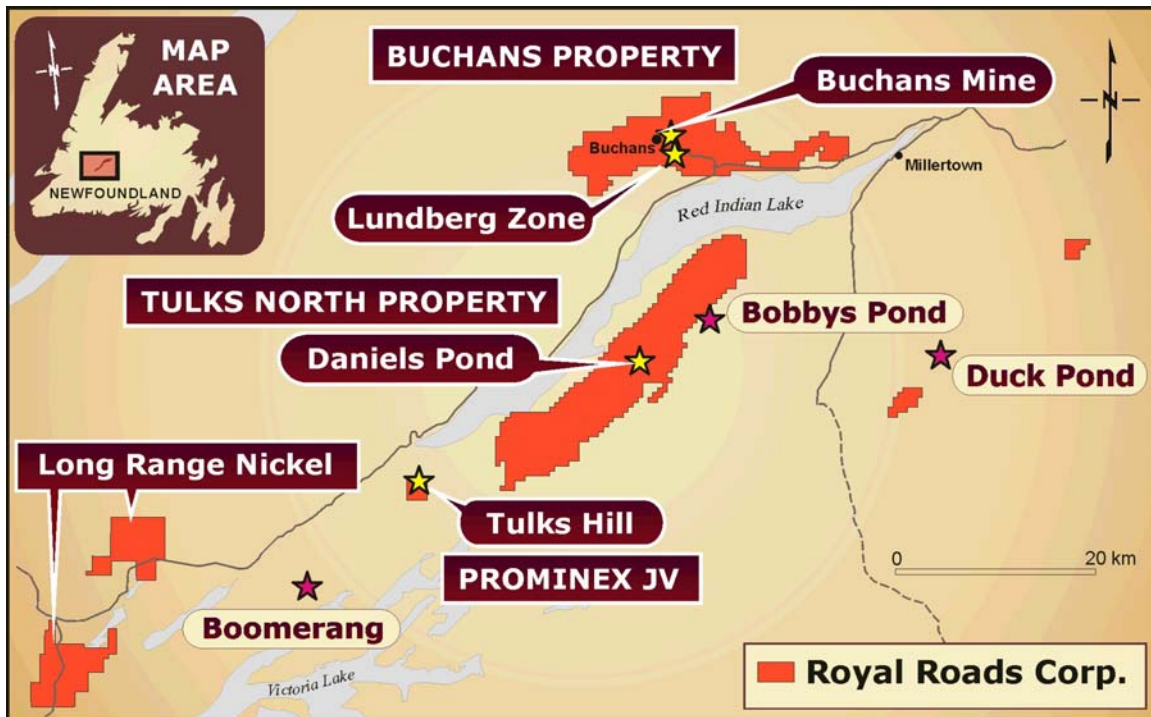 MAP
AREA
N
NEWFOUNDLAND
BUCHANS PROPERTY
Buchans Mine
N
Buchans
Millertown
Lundberg Zone
Red Indian Lake
TULKS NORTH PROPERTY
Bobbys Pond
Daniels Pond
Duck Pond
Long Range Nickel
Tulks Hill
0 20 km
PROMINEX JV
Boomerang
Victoria Lake
Royal Roads Corp.